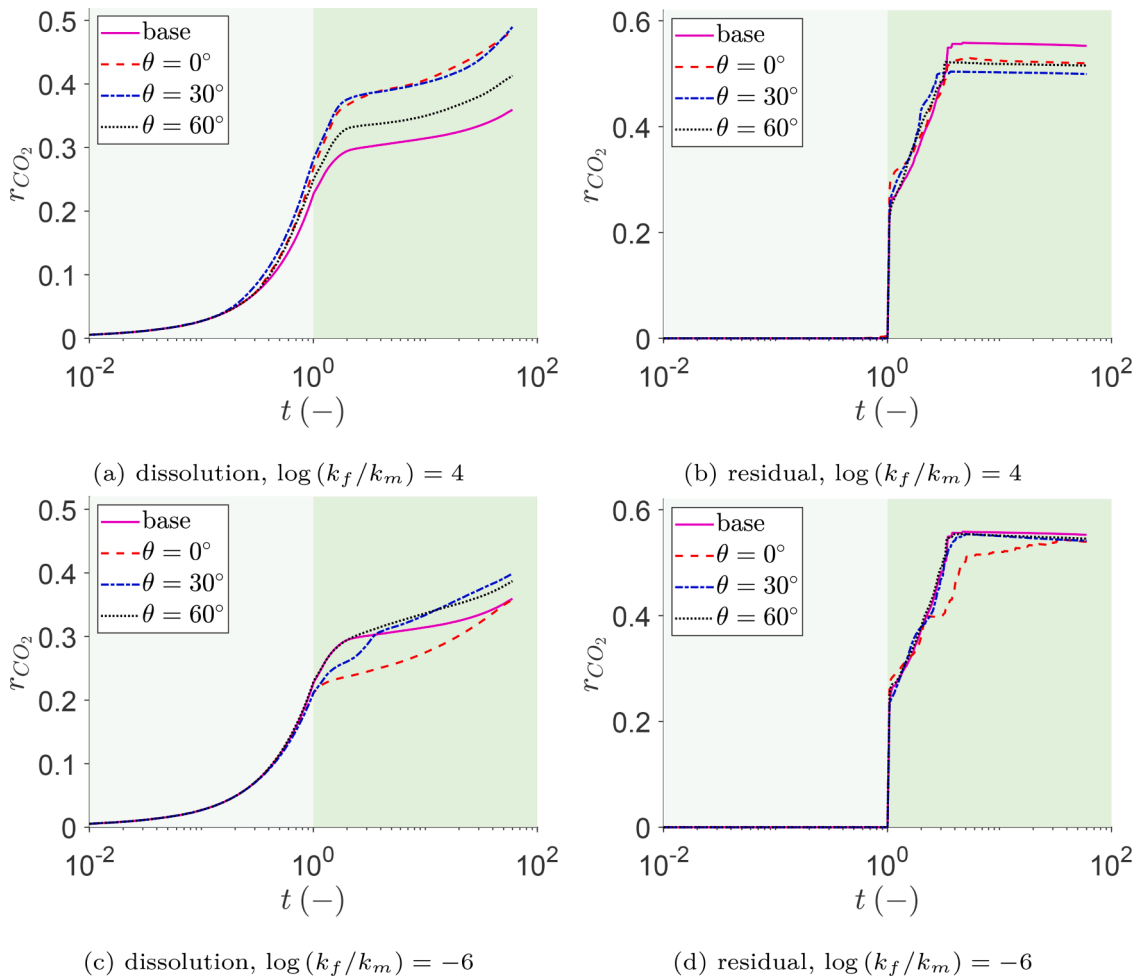 0.5
0.4
0.3
0.2
0.1
0
r_{CO_2}
base
θ = 0°
θ = 30°
θ = 60°
10^{-2} 10^{0} 10^{2}
t (−)
(a) dissolution, log (k_f/k_m) = 4
0.6
0.4
0.2
0
r_{CO_2}
base
θ = 0°
θ = 30°
θ = 60°
10^{-2} 10^{0} 10^{2}
t (−)
(b) residual, log (k_f/k_m) = 4
0.5
0.4
0.3
0.2
0.1
0
r_{CO_2}
base
θ = 0°
θ = 30°
θ = 60°
10^{-2} 10^{0} 10^{2}
t (−)
(c) dissolution, log (k_f/k_m) = −6
0.6
0.4
0.2
0
r_{CO_2}
base
θ = 0°
θ = 30°
θ = 60°
10^{-2} 10^{0} 10^{2}
t (−)
(d) residual, log (k_f/k_m) = −6